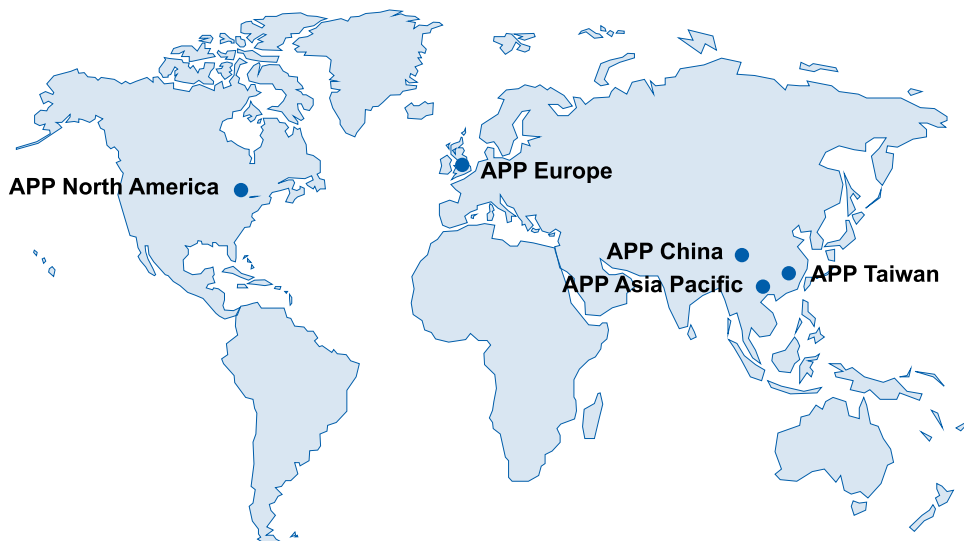 APP Europe
APP North America
APP China
APP Taiwan
APP Asia Pacific